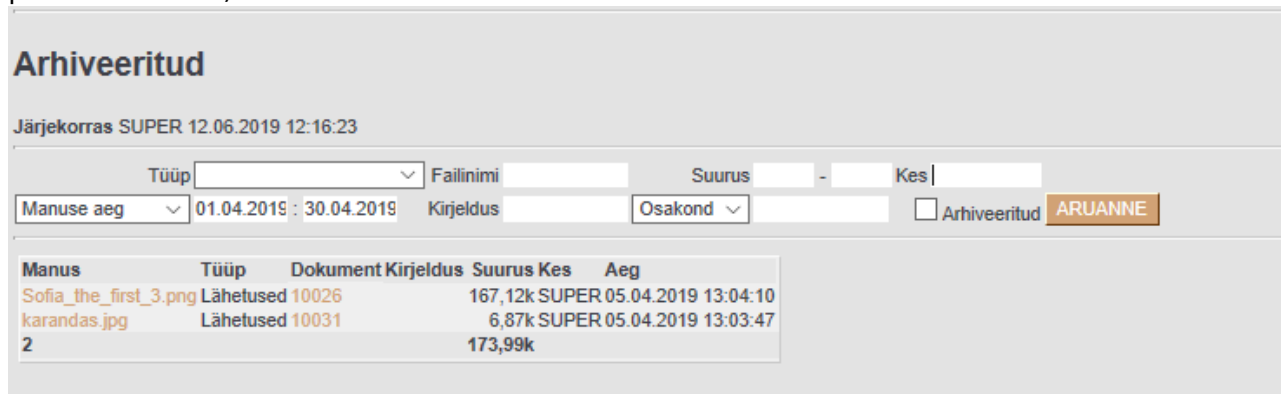 Arhiveeritud
Järjekorras SUPER 12.06.2019 12:16:23
Tüüp Failinimi Suurus - Kes
Manuse aeg 01.04.2019 : 30.04.2019 Kirjeldus Osakond Arhiveeritud ARUANNE
Manus Tüüp Dokument Kirjeldus Suurus Kes Aeg
Sofia_the_first_3.png Lähetused 10026 167,12k SUPER 05.04.2019 13:04:10
karandas.jpg Lähetused 10031 6,87k SUPER 05.04.2019 13:03:47
2 173,99k